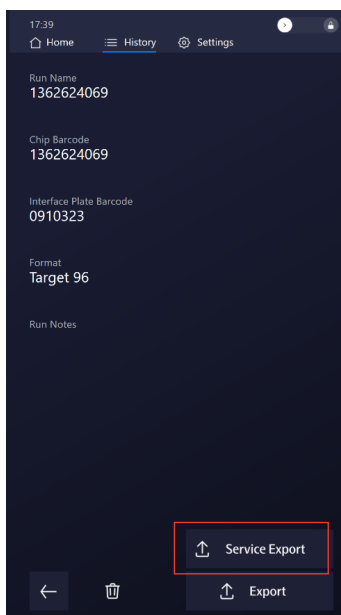 17:39
Home History Settings
Run Name
1362624069
Chip Barcode
1362624069
Interface Plate Barcode
0910323
Format
Target 96
Run Notes
Service Export
Export